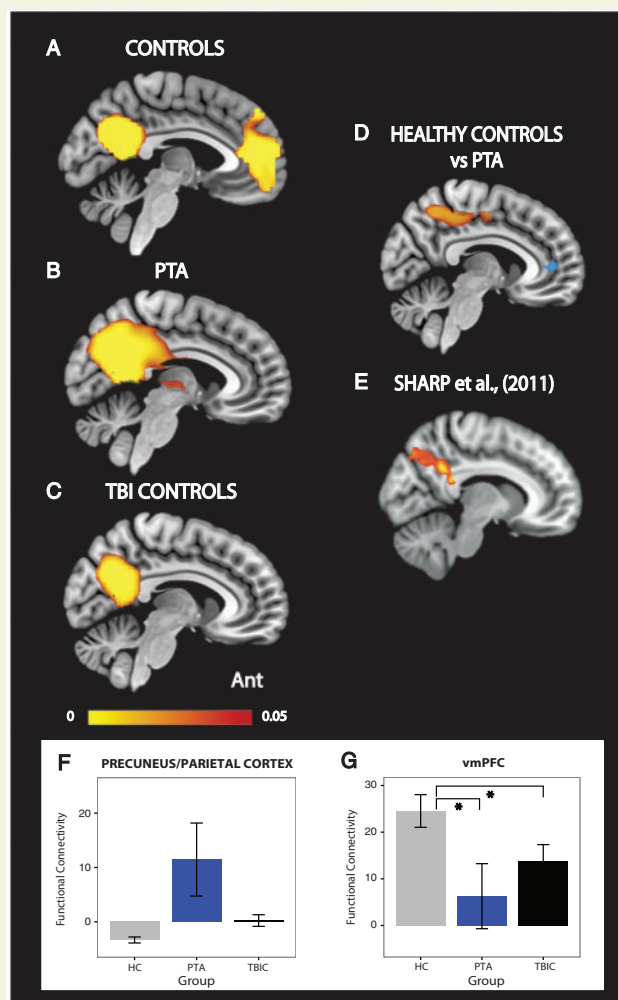 A
CONTROLS
B
PTA
C
TBI CONTROLS
Ant
0
0.05
D
HEALTHY CONTROLS
vs PTA
E
SHARP et al., (2011)
F
PRECUNEUS/PARIETAL CORTEX
Functional Connectivity
20
10
0
HC
PTA
TBIC
Group
G
vmPFC
Functional Connectivity
30
20
10
0
*
*
HC
PTA
TBIC
Group